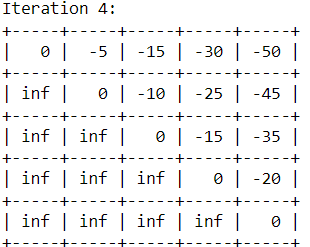 Iteration 4:
+-----+-----+-----+-----+-----+
|   0 |  -5 | -15 | -30 | -50 |
+-----+-----+-----+-----+-----+
| inf |   0 | -10 | -25 | -45 |
+-----+-----+-----+-----+-----+
| inf | inf |   0 | -15 | -35 |
+-----+-----+-----+-----+-----+
| inf | inf | inf |   0 | -20 |
+-----+-----+-----+-----+-----+
| inf | inf | inf | inf |   0 |
+-----+-----+-----+-----+-----+